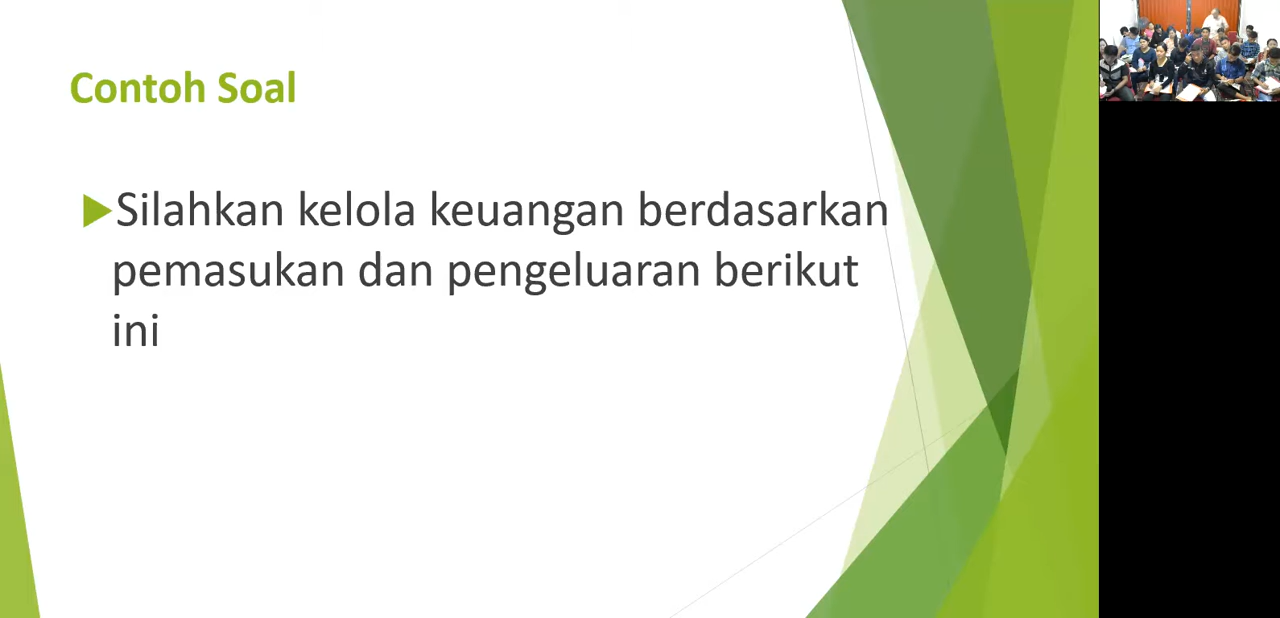 Contoh Soal
Silahkan kelola keuangan berdasarkan
pemasukan dan pengeluaran berikut
ini